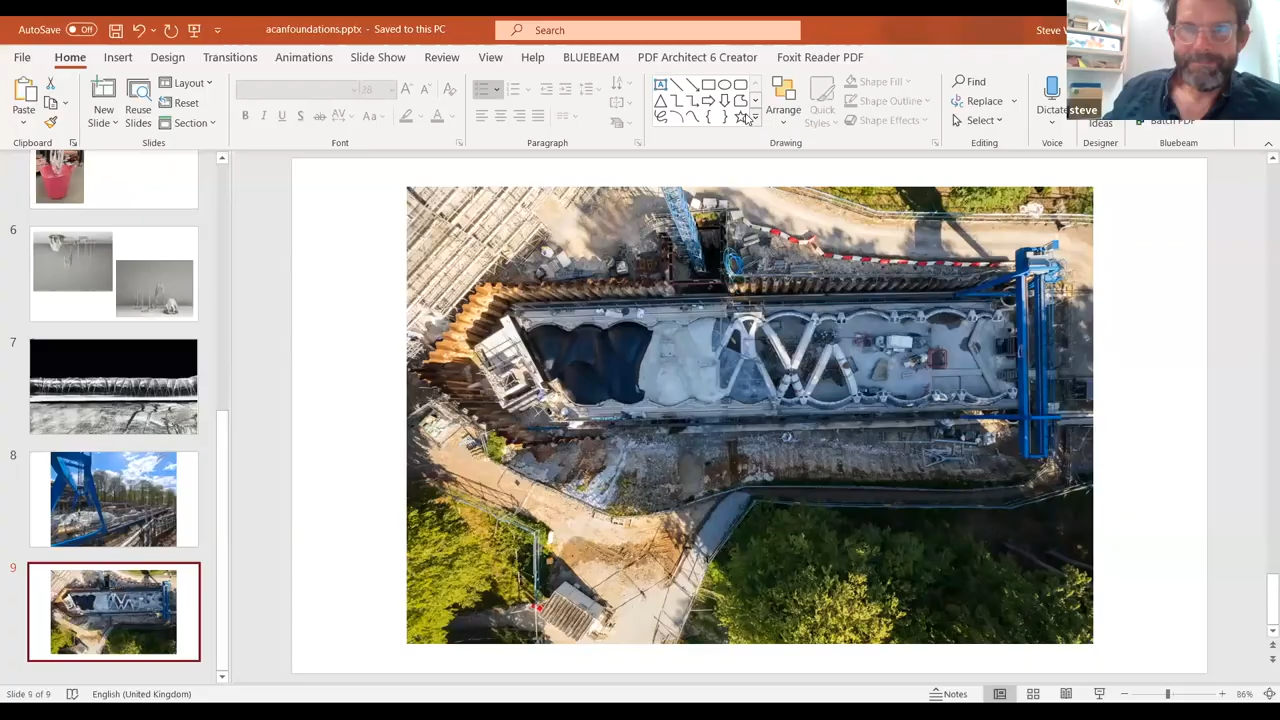 AutoSave Off acanfoundations.pptx - Saved to this PC Search Steve
File Home Insert Design Transitions Animations Slide Show Review View Help BLUEBEAM PDF Architect 6 Creator Foxit Reader PDF
Paste
New Slide
Reuse Slides
Layout
Reset
Section
38
B I U S ab AV Aa A
Arrange
Quick Styles
Shape Fill
Shape Outline
Shape Effects
Find
Replace
Select
Dictate
steve
Ideas
Batch PDF
Clipboard Slides Font Paragraph Drawing Editing Voice Designer Bluebeam
6
7
8
9
Slide 9 of 9 English (United Kingdom) Notes 86%